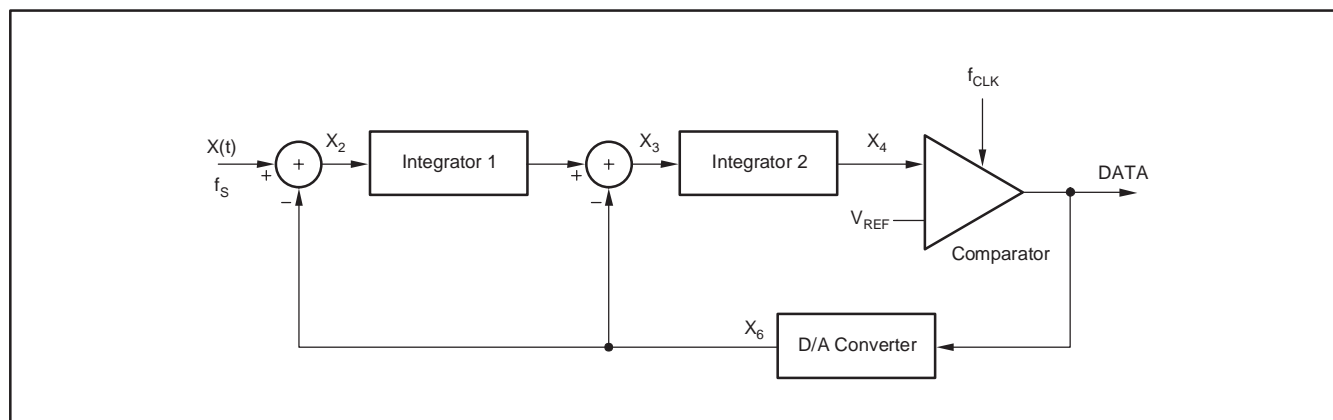 f_CLK
X(t)
f_S
+
+
−
X_2
Integrator 1
+
+
−
X_3
Integrator 2
X_4
V_REF
Comparator
DATA
X_6
D/A Converter